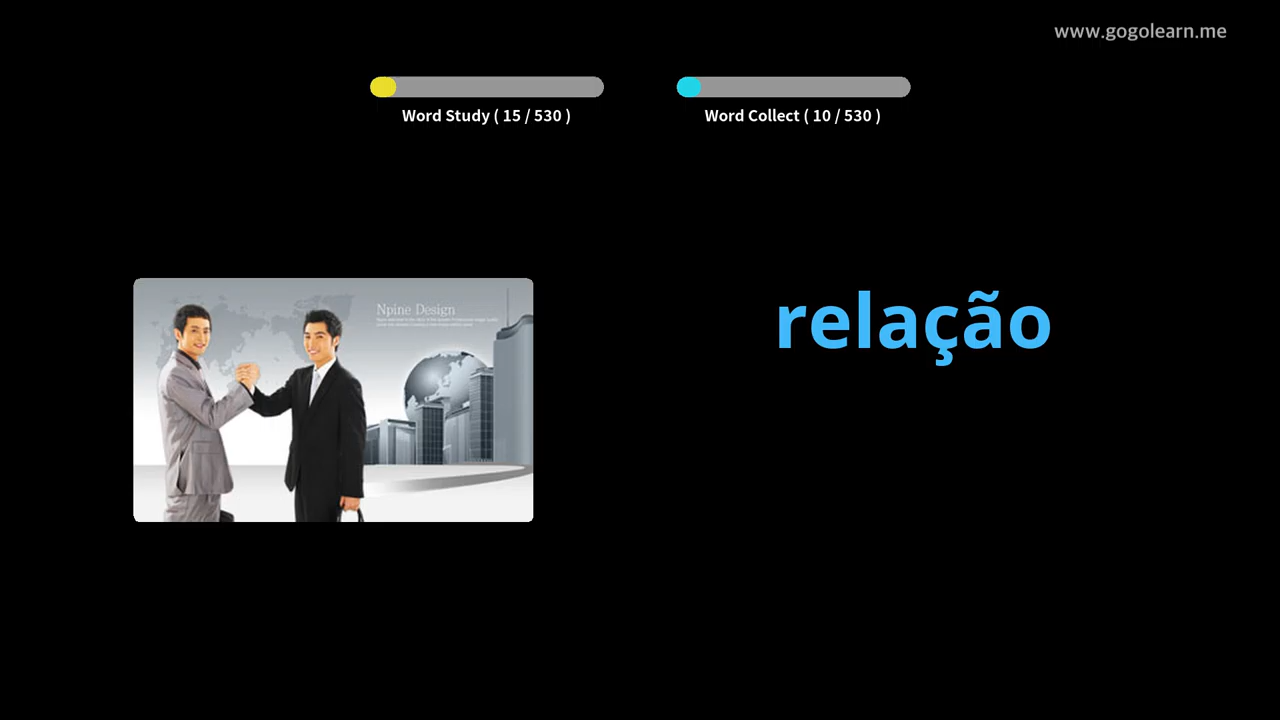 www.gogolearn.me
Word Study ( 15 / 530 )
Word Collect ( 10 / 530 )
Npine Design
relação